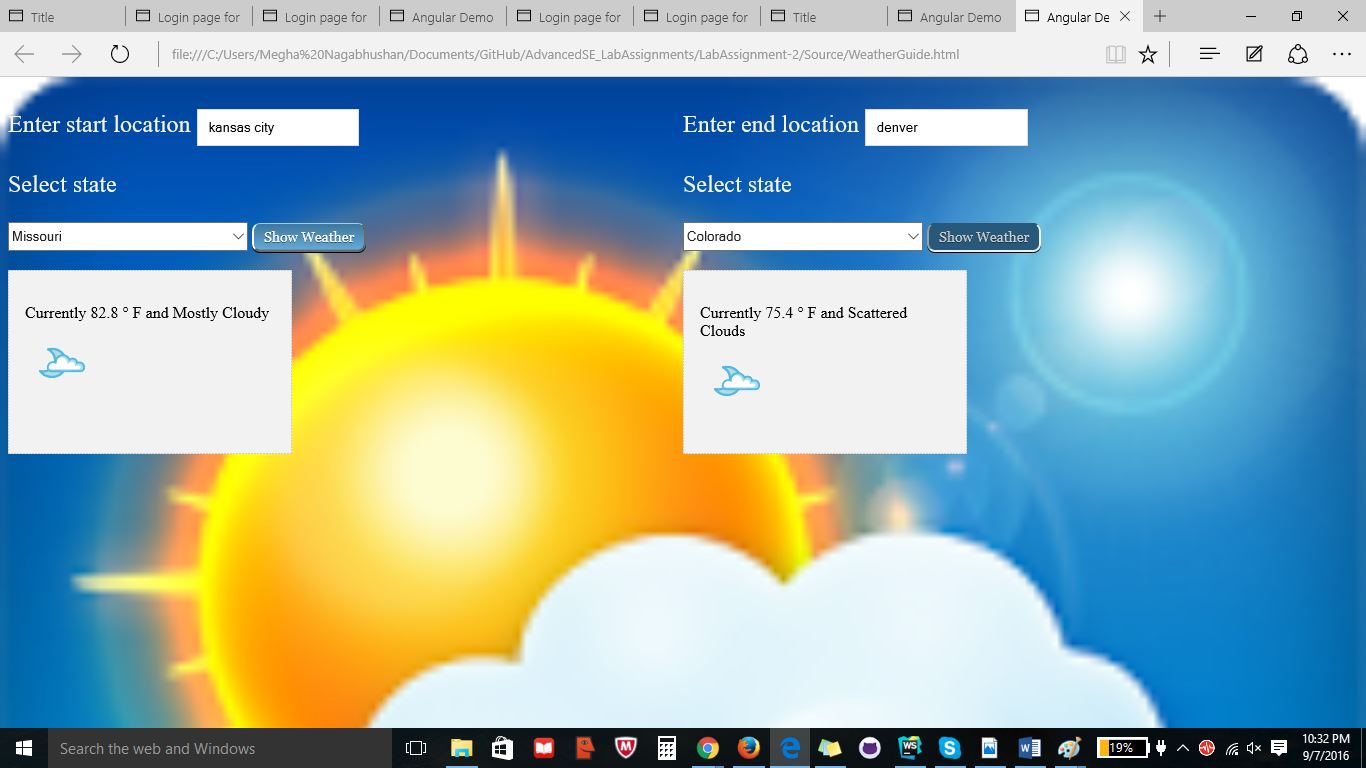 Title
Login page for
Login page for
Angular Demo
Login page for
Login page for
Title
Angular Demo
Angular De
file:///C:/Users/Megha%20Nagabhushan/Documents/GitHub/AdvancedSE_LabAssignments/LabAssignment-2/Source/WeatherGuide.html
Enter start location kansas city
Enter end location denver
Select state
Select state
Missouri Show Weather
Colorado Show Weather
Currently 82.8 ° F and Mostly Cloudy
Currently 75.4 ° F and Scattered
Clouds
Search the web and Windows
WS
19%
10:32 PM
9/7/2016